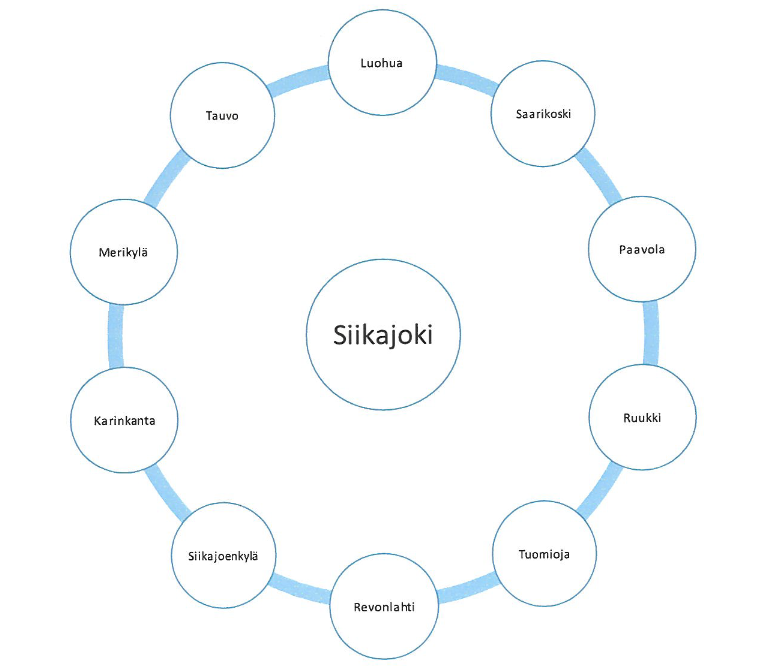 Luohua
Saarikoski
Paavola
Ruukki
Tuomioja
Revonlahti
Siikajoenkylä
Karinkanta
Merikylä
Tauvo
Siikajoki